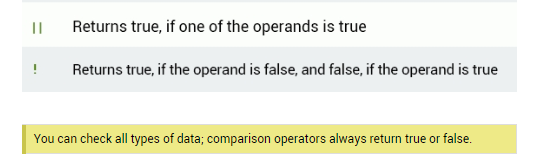 || Returns true, if one of the operands is true
! Returns true, if the operand is false, and false, if the operand is true
You can check all types of data; comparison operators always return true or false.